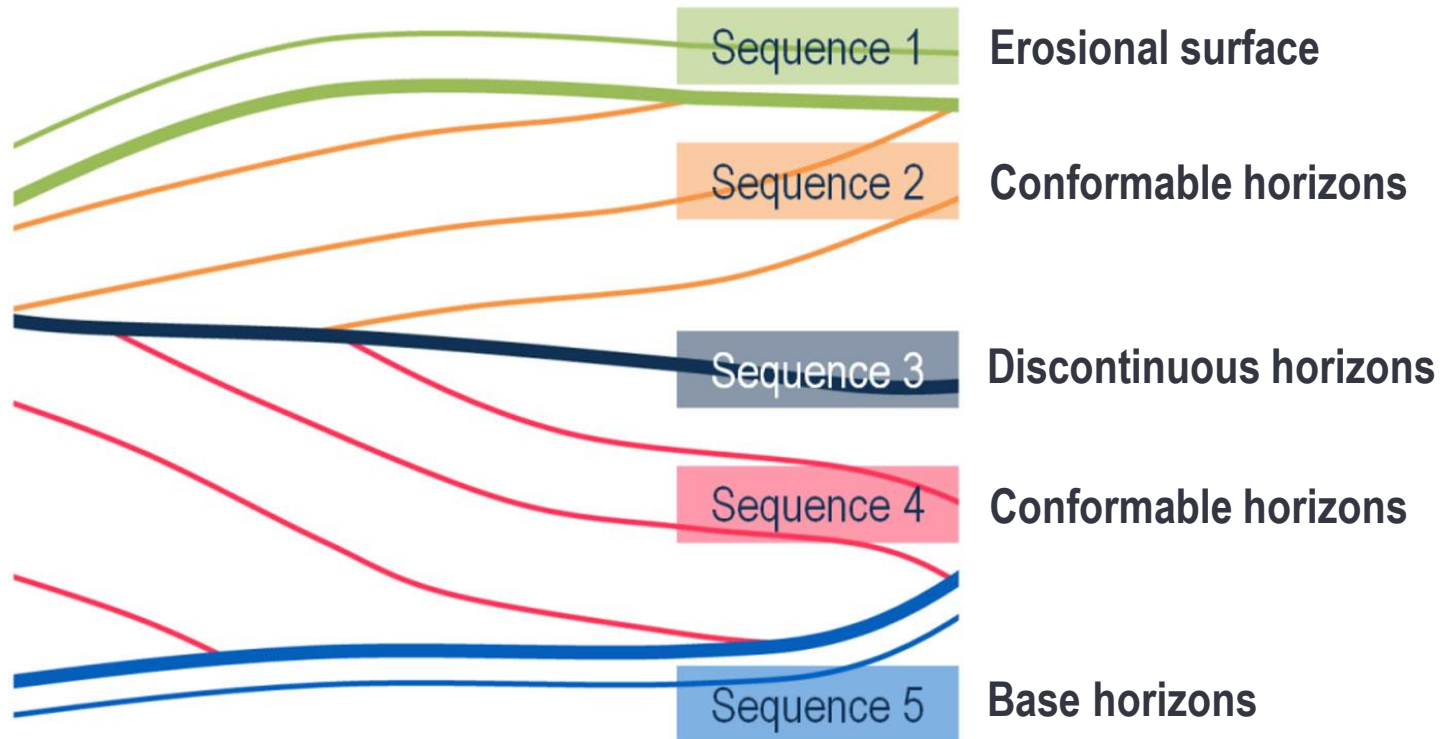 Sequence 1 Erosional surface
Sequence 2 Conformable horizons
Sequence 3 Discontinuous horizons
Sequence 4 Conformable horizons
Sequence 5 Base horizons